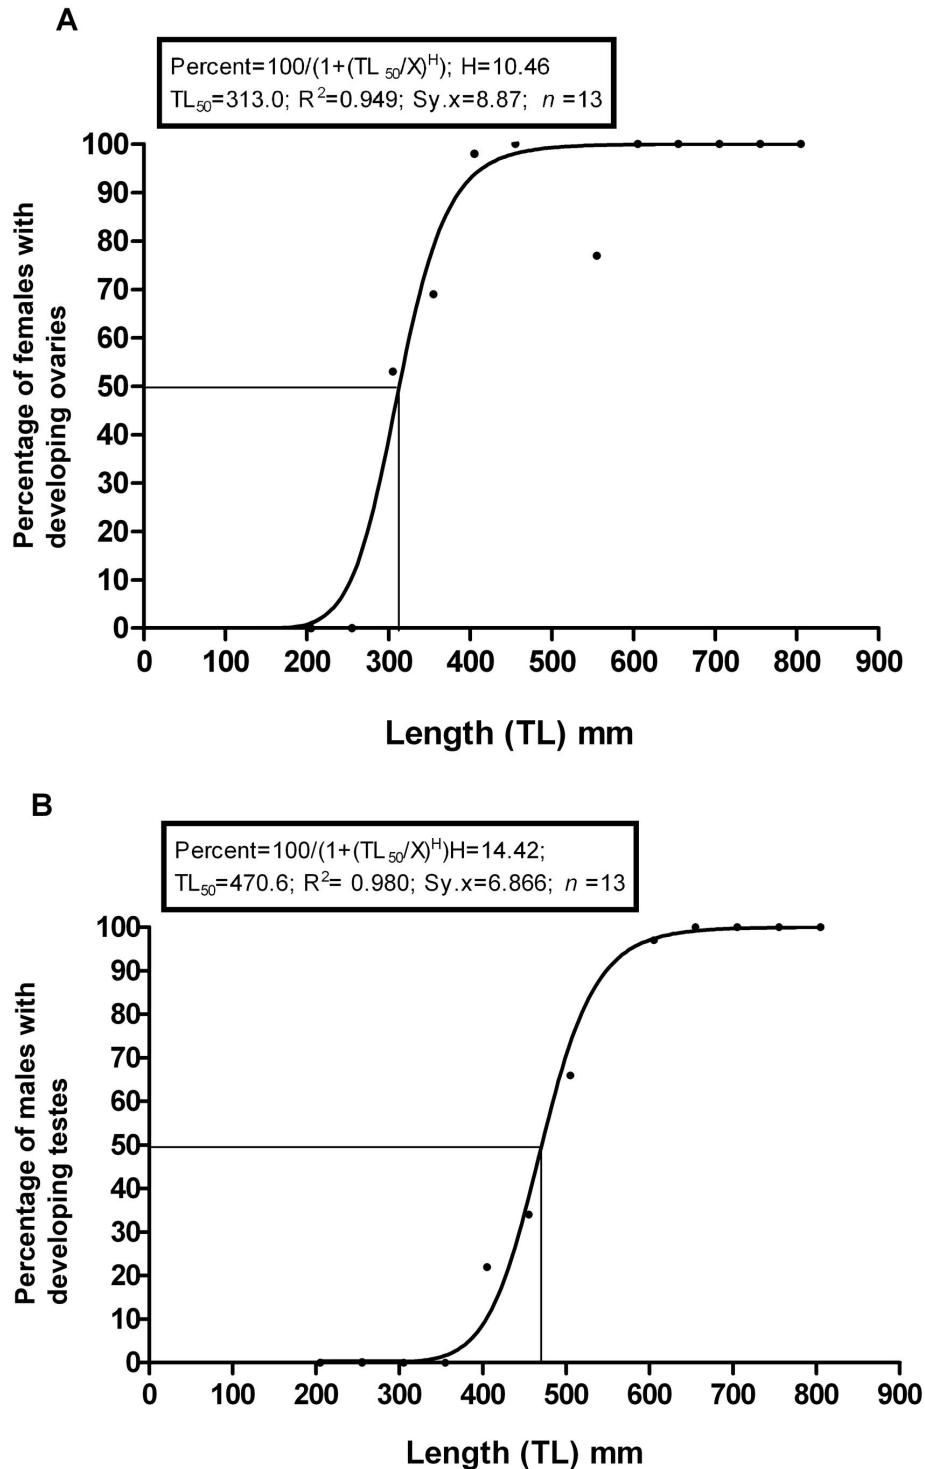 A
Percent=100/(1+(TL 50/X)^H); H=10.46
TL50=313.0; R²=0.949; Sy.x=8.87; n =13
100
90
80
70
60
50
40
30
20
10
0
Percentage of females with
developing ovaries
0 100 200 300 400 500 600 700 800 900
Length (TL) mm
B
Percent=100/(1+(TL 50/X)^H)H=14.42;
TL50=470.6; R²= 0.980; Sy.x=6.866; n =13
100
90
80
70
60
50
40
30
20
10
0
Percentage of males with
developing testes
0 100 200 300 400 500 600 700 800 900
Length (TL) mm